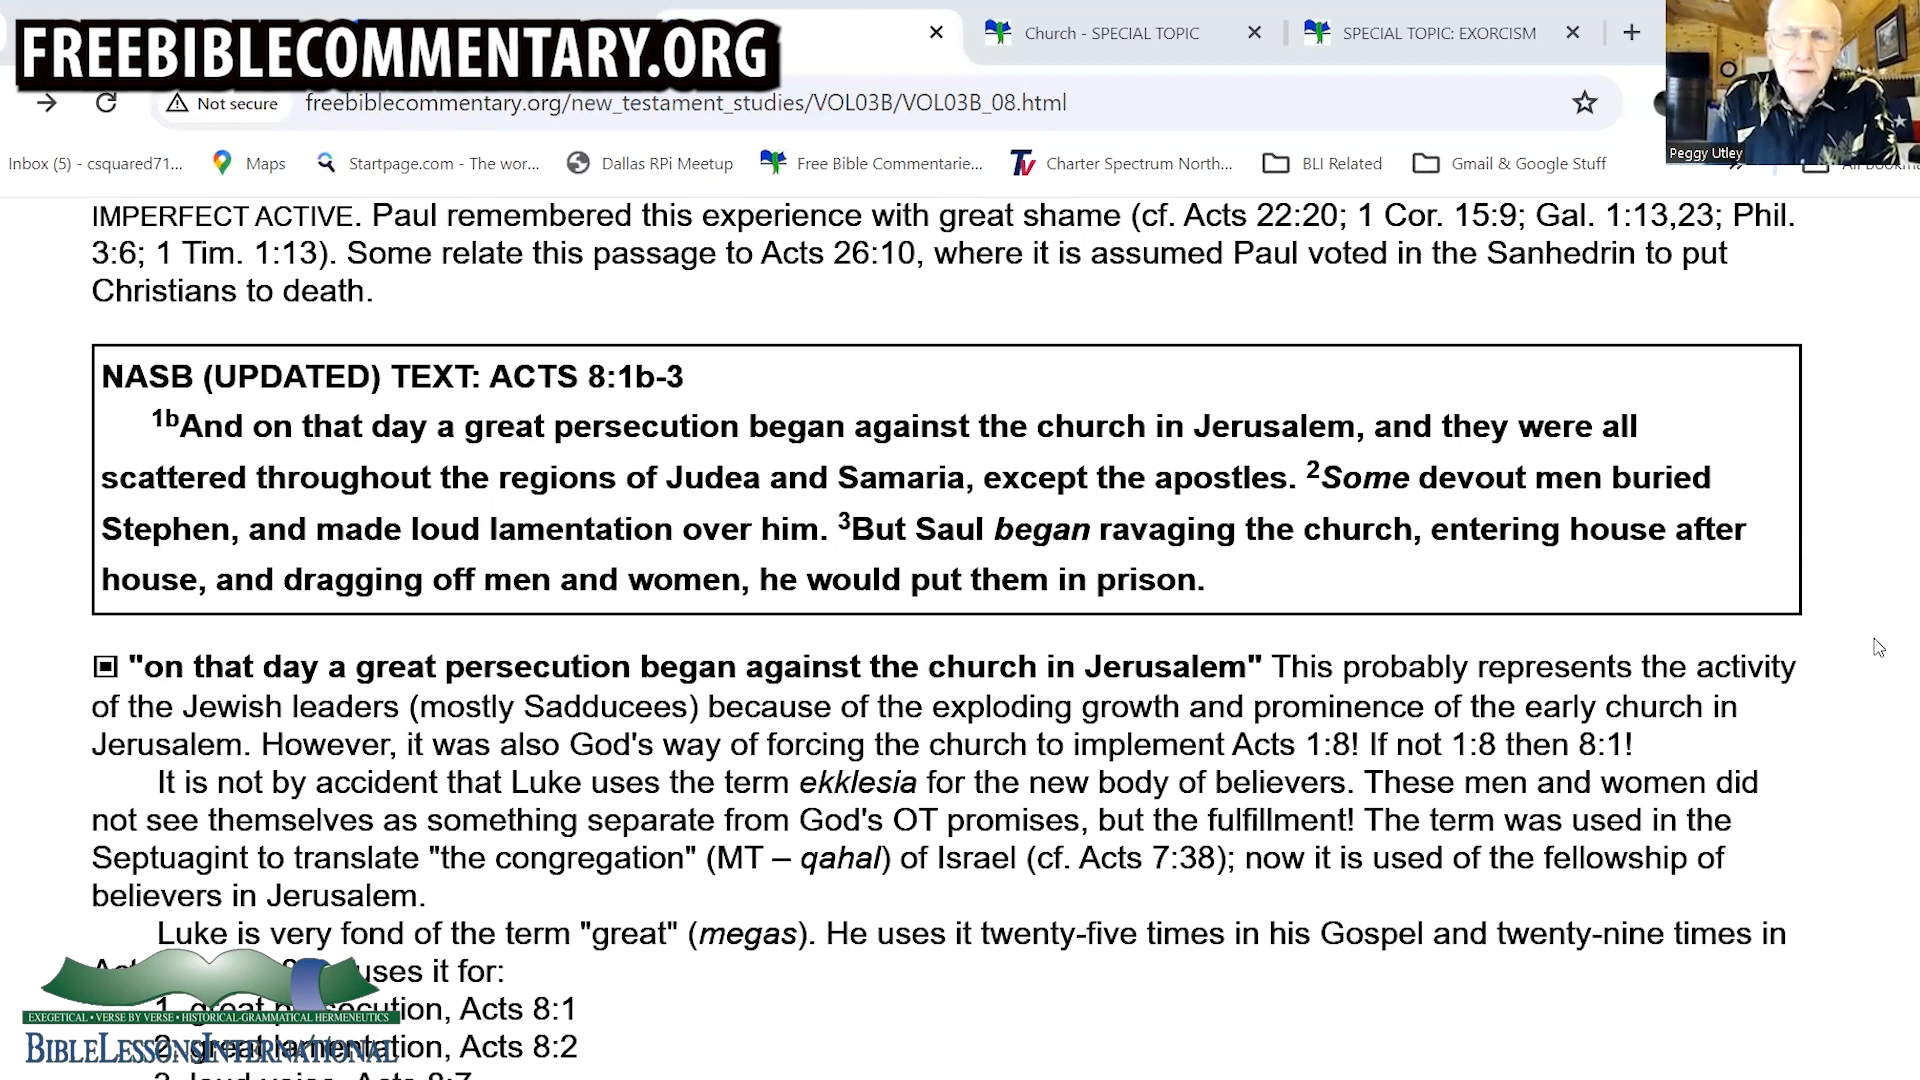 FREEBIBLECOMMENTARY.ORG
Church - SPECIAL TOPIC
SPECIAL TOPIC: EXORCISM
Not secure
freebiblecommentary.org/new_testament_studies/VOL03B/VOL03B_08.html
Peggy Utley
Inbox (5) - csquared71...
Maps
Startpage.com - The wor...
Dallas RPi Meetup
Free Bible Commentarie...
Charter Spectrum North...
BLI Related
Gmail & Google Stuff
IMPERFECT ACTIVE. Paul remembered this experience with great shame (cf. Acts 22:20; 1 Cor. 15:9; Gal. 1:13,23; Phil.
3:6; 1 Tim. 1:13). Some relate this passage to Acts 26:10, where it is assumed Paul voted in the Sanhedrin to put
Christians to death.
NASB (UPDATED) TEXT: ACTS 8:1b-3
1bAnd on that day a great persecution began against the church in Jerusalem, and they were all
scattered throughout the regions of Judea and Samaria, except the apostles. 2Some devout men buried
Stephen, and made loud lamentation over him. 3But Saul began ravaging the church, entering house after
house, and dragging off men and women, he would put them in prison.
"on that day a great persecution began against the church in Jerusalem" This probably represents the activity
of the Jewish leaders (mostly Sadducees) because of the exploding growth and prominence of the early church in
Jerusalem. However, it was also God's way of forcing the church to implement Acts 1:8! If not 1:8 then 8:1!
It is not by accident that Luke uses the term ekklesia for the new body of believers. These men and women did
not see themselves as something separate from God's OT promises, but the fulfillment! The term was used in the
Septuagint to translate "the congregation" (MT – qahal) of Israel (cf. Acts 7:38); now it is used of the fellowship of
believers in Jerusalem.
Luke is very fond of the term "great" (megas). He uses it twenty-five times in his Gospel and twenty-nine times in
uses it for:
1. great persecution, Acts 8:1
2. great lamentation, Acts 8:2
3. loud voice, Acts 8:7
EXEGETICAL • VERSE BY VERSE • HISTORICAL-GRAMMATICAL HERMENEUTICS
BIBLELESSONSINTERNATIONAL